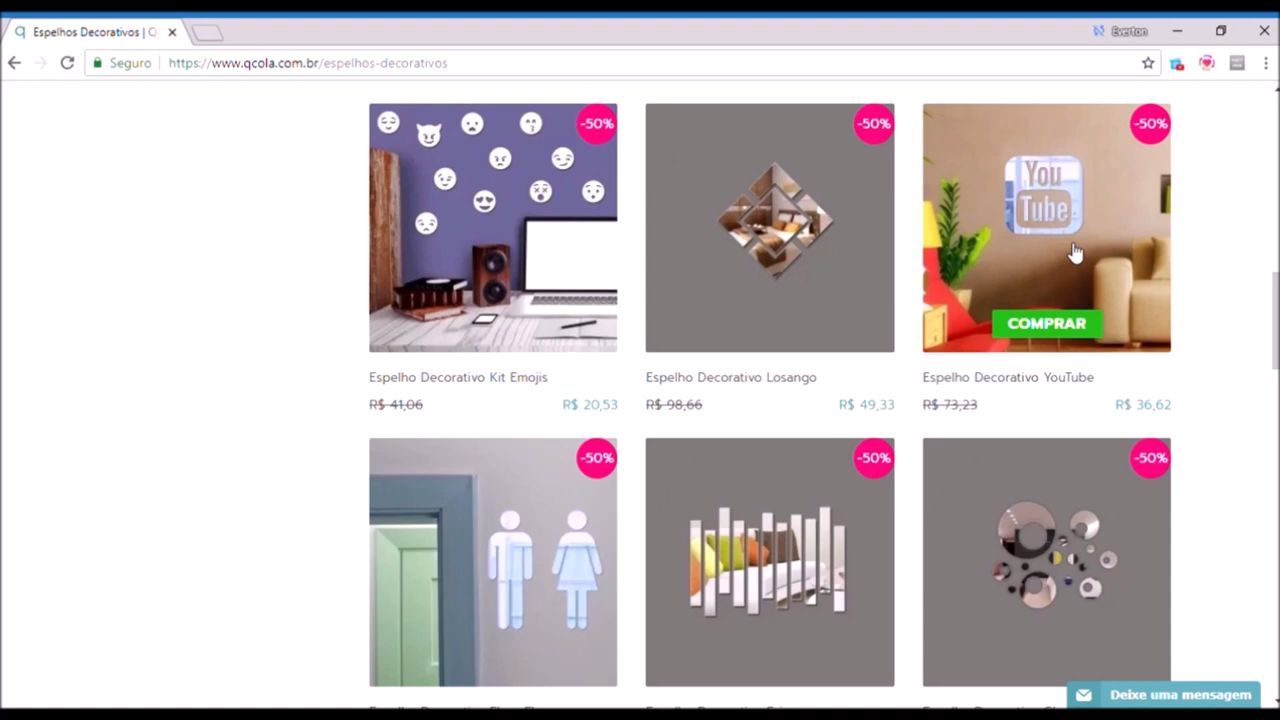 Espelhos Decorativos | Q
Everton
Seguro
https://www.qcola.com.br/espelhos-decorativos
-50%
-50%
-50%
You
Tube
COMPRAR
Espelho Decorativo Kit Emojis
Espelho Decorativo Losango
Espelho Decorativo YouTube
R$ 41,06
R$ 20,53
R$ 98,66
R$ 49,33
R$ 73,23
R$ 36,62
-50%
-50%
-50%
Deixe uma mensagem